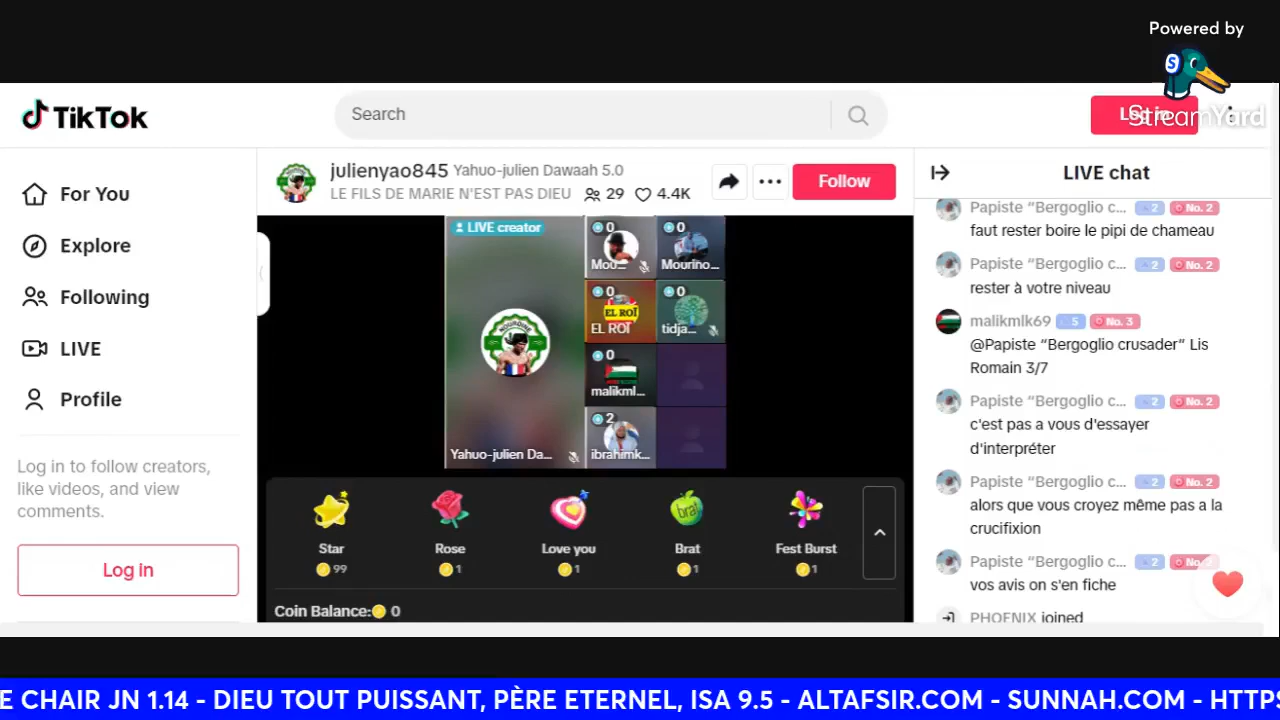 Powered by
StreamYard
TikTok
Search
Log in
For You
Explore
Following
LIVE
Profile
Log in to follow creators,
like videos, and view
comments.
Log in
julienyao845 Yahuo-julien Dawaah 5.0
LE FILS DE MARIE N'EST PAS DIEU 29 4.4K
Follow
LIVE creator
Yahuo-julien Da...
0
Mou...
0
Mourino...
0
EL ROÏ
EL ROÏ
0
tidja...
0
malikml...
2
ibrahimk...
Star
99
Rose
1
Love you
1
brat
Brat
1
Fest Burst
1
Coin Balance: 0
LIVE chat
Papiste “Bergoglio c... 2 No. 2
faut rester boire le pipi de chameau
Papiste “Bergoglio c... 2 No. 2
rester à votre niveau
malikmlk69 5 No. 3
@Papiste “Bergoglio crusader“ Lis
Romain 3/7
Papiste “Bergoglio c... 2 No. 2
c'est pas a vous d'essayer
d'interpréter
Papiste “Bergoglio c... 2 No. 2
alors que vous croyez même pas a la
crucifixion
Papiste “Bergoglio c... 2 No.
vos avis on s'en fiche
PHOENIX joined
E CHAIR JN 1.14 - DIEU TOUT PUISSANT, PÈRE ETERNEL, ISA 9.5 - ALTAFSIR.COM - SUNNAH.COM - HTTPS